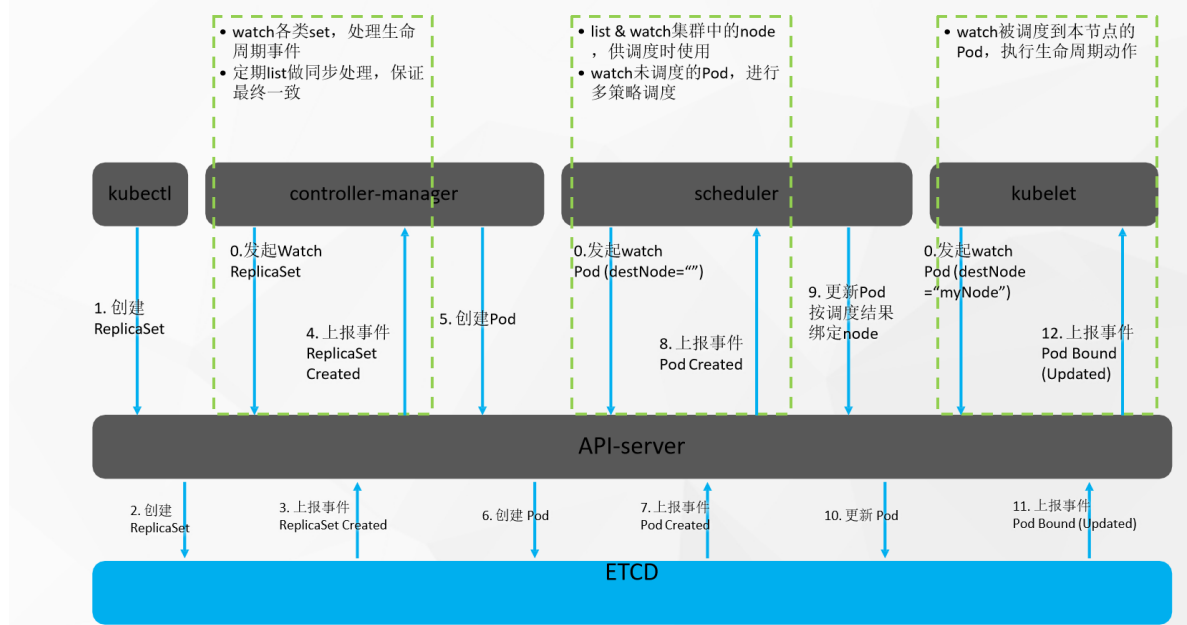 • watch各类set，处理生命
周期事件
• 定期list做同步处理，保证
最终一致
• list & watch集群中的node
，供调度时使用
• watch未调度的Pod，进行
多策略调度
• watch被调度到本节点的
Pod，执行生命周期动作
kubectl
controller-manager
scheduler
kubelet
1. 创建
ReplicaSet
0.发起Watch
ReplicaSet
4. 上报事件
ReplicaSet
Created
5. 创建Pod
0.发起watch
Pod (destNode=“”)
8. 上报事件
Pod Created
9. 更新Pod
按调度结果
绑定node
0.发起watch
Pod (destNode
=“myNode”)
12. 上报事件
Pod Bound
(Updated)
API-server
2. 创建
ReplicaSet
3. 上报事件
ReplicaSet Created
6. 创建 Pod
7. 上报事件
Pod Created
10. 更新 Pod
11. 上报事件
Pod Bound (Updated)
ETCD